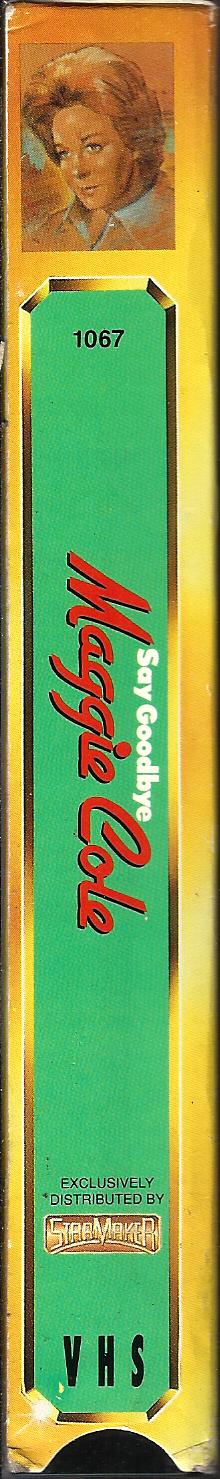 1067
Say Goodbye
Maggie Cole
EXCLUSIVELY
*DISTRIBUTED BY
STARMAKER
VHS